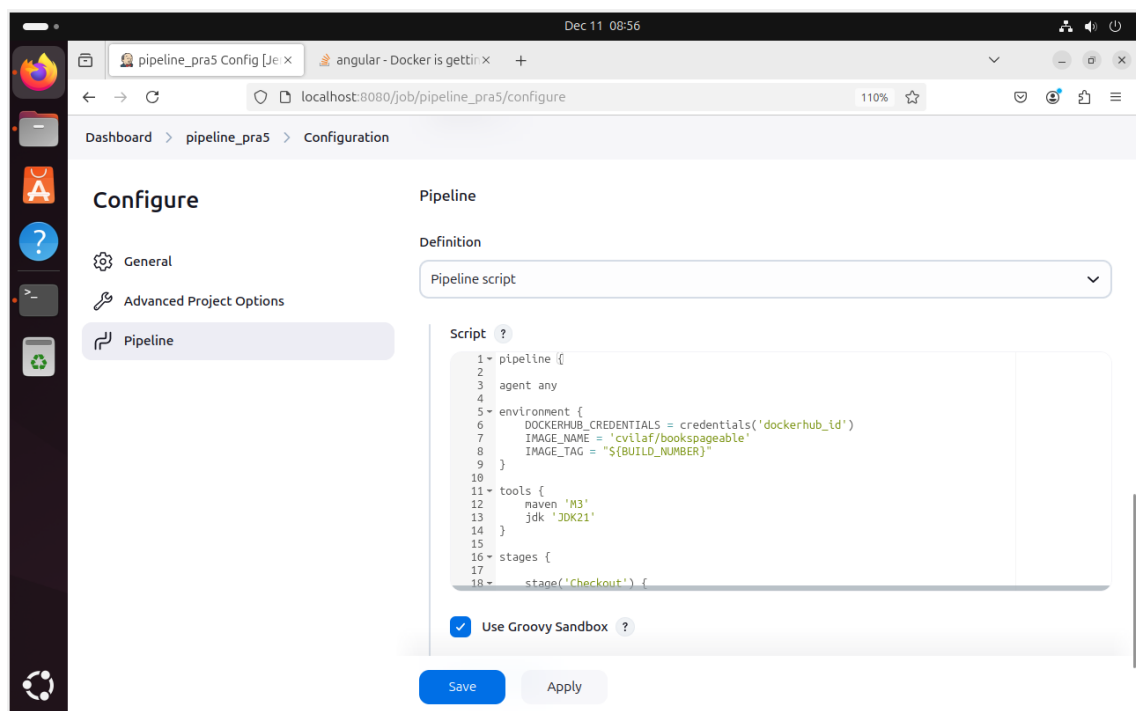 Dec 11 08:56
pipeline_pra5 Config [Je
angular - Docker is gettin
localhost:8080/job/pipeline_pra5/configure
110%
Dashboard > pipeline_pra5 > Configuration
Configure
General
Advanced Project Options
Pipeline
Pipeline
Definition
Pipeline script
Script ?
1 pipeline {
2
3 agent any
4
5 environment {
6 DOCKERHUB_CREDENTIALS = credentials('dockerhub_id')
7 IMAGE_NAME = 'cvilaf/bookspageable'
8 IMAGE_TAG = "${BUILD_NUMBER}"
9 }
10
11 tools {
12 maven 'M3'
13 jdk 'JDK21'
14 }
15
16 stages {
17
18 stage('Checkout') {
Use Groovy Sandbox ?
Save
Apply